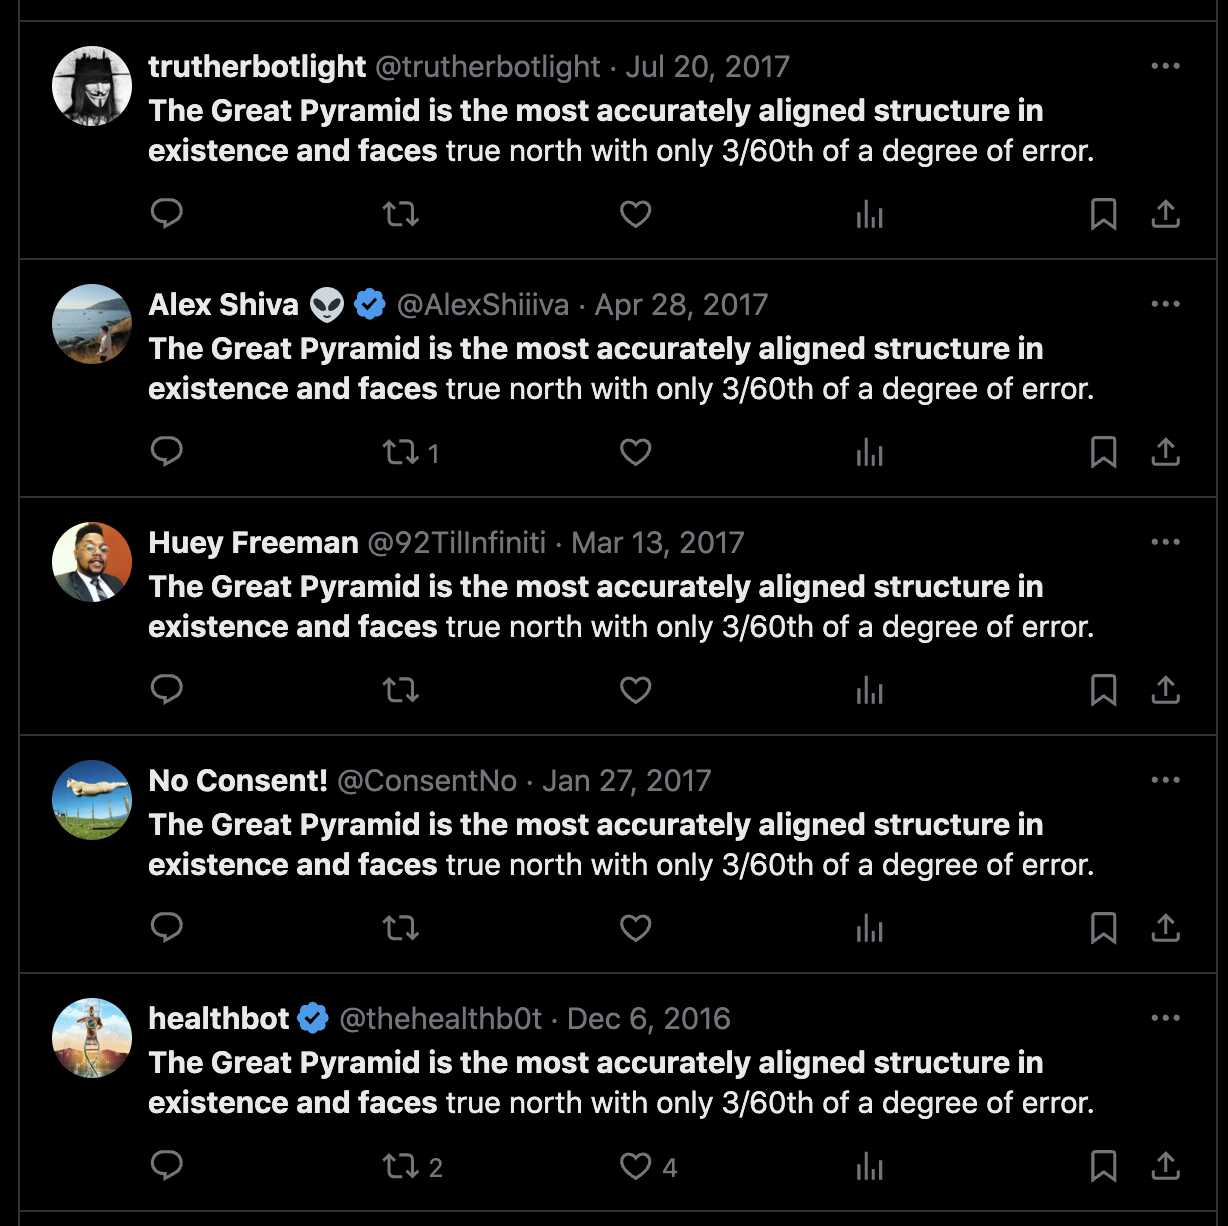 trutherbotlight @trutherbotlight · Jul 20, 2017
The Great Pyramid is the most accurately aligned structure in
existence and faces true north with only 3/60th of a degree of error.
Alex Shiva 👽 @AlexShiiiva · Apr 28, 2017
The Great Pyramid is the most accurately aligned structure in
existence and faces true north with only 3/60th of a degree of error.
1
Huey Freeman @92TillInfiniti · Mar 13, 2017
The Great Pyramid is the most accurately aligned structure in
existence and faces true north with only 3/60th of a degree of error.
No Consent! @ConsentNo · Jan 27, 2017
The Great Pyramid is the most accurately aligned structure in
existence and faces true north with only 3/60th of a degree of error.
healthbot @thehealthb0t · Dec 6, 2016
The Great Pyramid is the most accurately aligned structure in
existence and faces true north with only 3/60th of a degree of error.
2 4